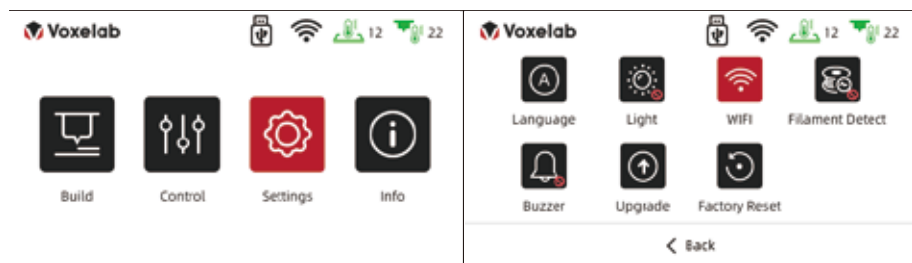 Voxelab 12 22
Build Control Settings Info
Voxelab 12 22
A
Language Light WIFI Filament Detect
Buzzer Upgrade Factory Reset
Back